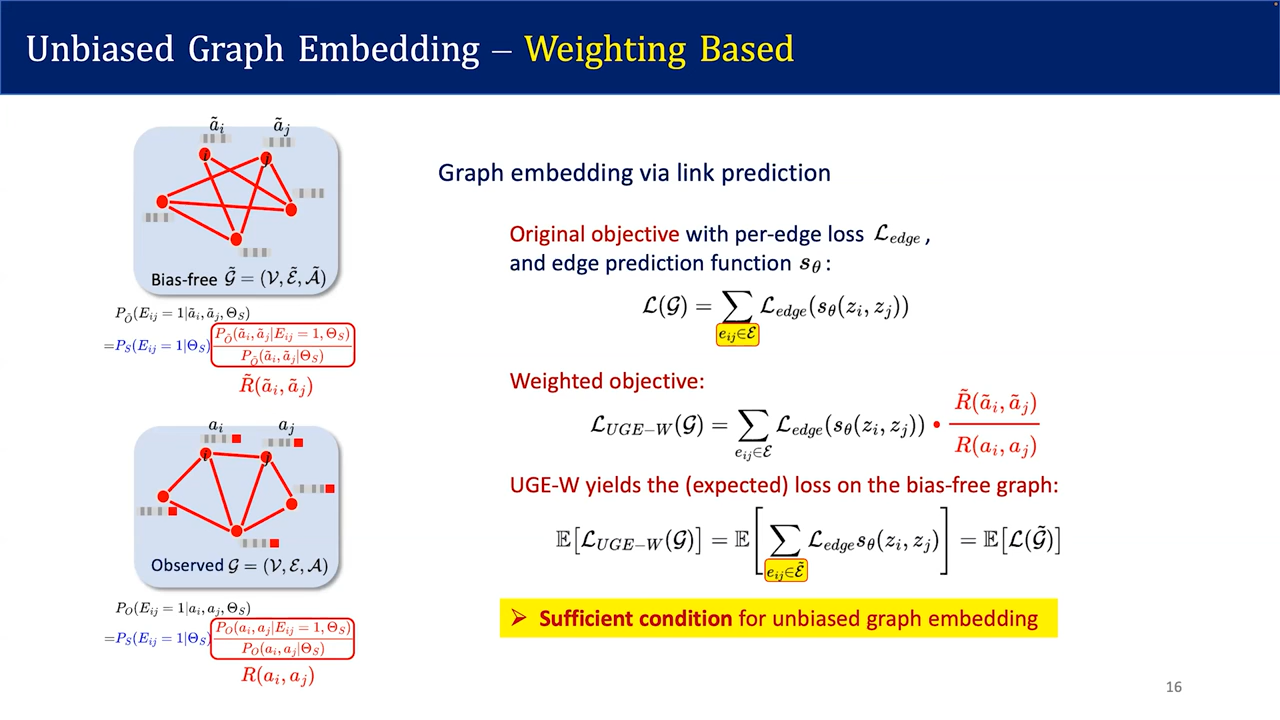 Unbiased Graph Embedding – Weighting Based
ã_i ã_j
i j
Bias-free 𝒢̃ = (𝒱, ℰ̃, 𝒜̃)
P_Õ(E_ij = 1|ã_i, ã_j, Θ_S)
=P_S(E_ij = 1|Θ_S) P_Õ(ã_i, ã_j|E_ij = 1, Θ_S)
P_Õ(ã_i, ã_j|Θ_S)
R̃(ã_i, ã_j)
a_i a_j
i j
Observed 𝒢 = (𝒱, ℰ, 𝒜)
P_O(E_ij = 1|a_i, a_j, Θ_S)
=P_S(E_ij = 1|Θ_S) P_O(a_i, a_j|E_ij = 1, Θ_S)
P_O(a_i, a_j|Θ_S)
R(a_i, a_j)
Graph embedding via link prediction
Original objective with per-edge loss ℒ_edge ,
and edge prediction function s_θ :
ℒ(𝒢) = ∑ ℒ_edge(s_θ(z_i, z_j))
e_ij∈ℰ
Weighted objective:
ℒ_UGE−W(𝒢) = ∑ ℒ_edge(s_θ(z_i, z_j)) • R̃(ã_i, ã_j)
e_ij∈ℰ R(a_i, a_j)
UGE-W yields the (expected) loss on the bias-free graph:
𝔼[ℒ_UGE−W(𝒢)] = 𝔼[∑ ℒ_edge s_θ(z_i, z_j)] = 𝔼[ℒ(𝒢̃)]
e_ij∈ℰ̃
➢ Sufficient condition for unbiased graph embedding
16